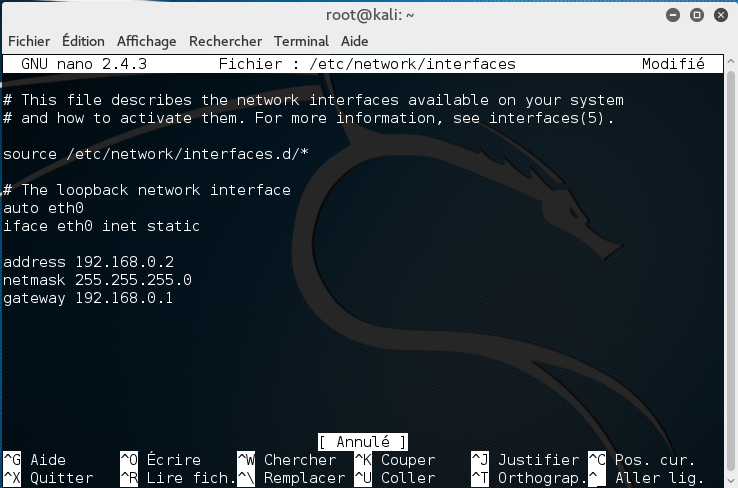 root@kali: ~
Fichier Édition Affichage Rechercher Terminal Aide
GNU nano 2.4.3 Fichier : /etc/network/interfaces Modifié
# This file describes the network interfaces available on your system
# and how to activate them. For more information, see interfaces(5).
source /etc/network/interfaces.d/*
# The loopback network interface
auto eth0
iface eth0 inet static
address 192.168.0.2
netmask 255.255.255.0
gateway 192.168.0.1
[ Annulé ]
^G Aide ^O Écrire ^W Chercher ^K Couper ^J Justifier ^C Pos. cur.
^X Quitter ^R Lire fich. ^\ Remplacer ^U Coller ^T Orthograp. ^_ Aller lig.